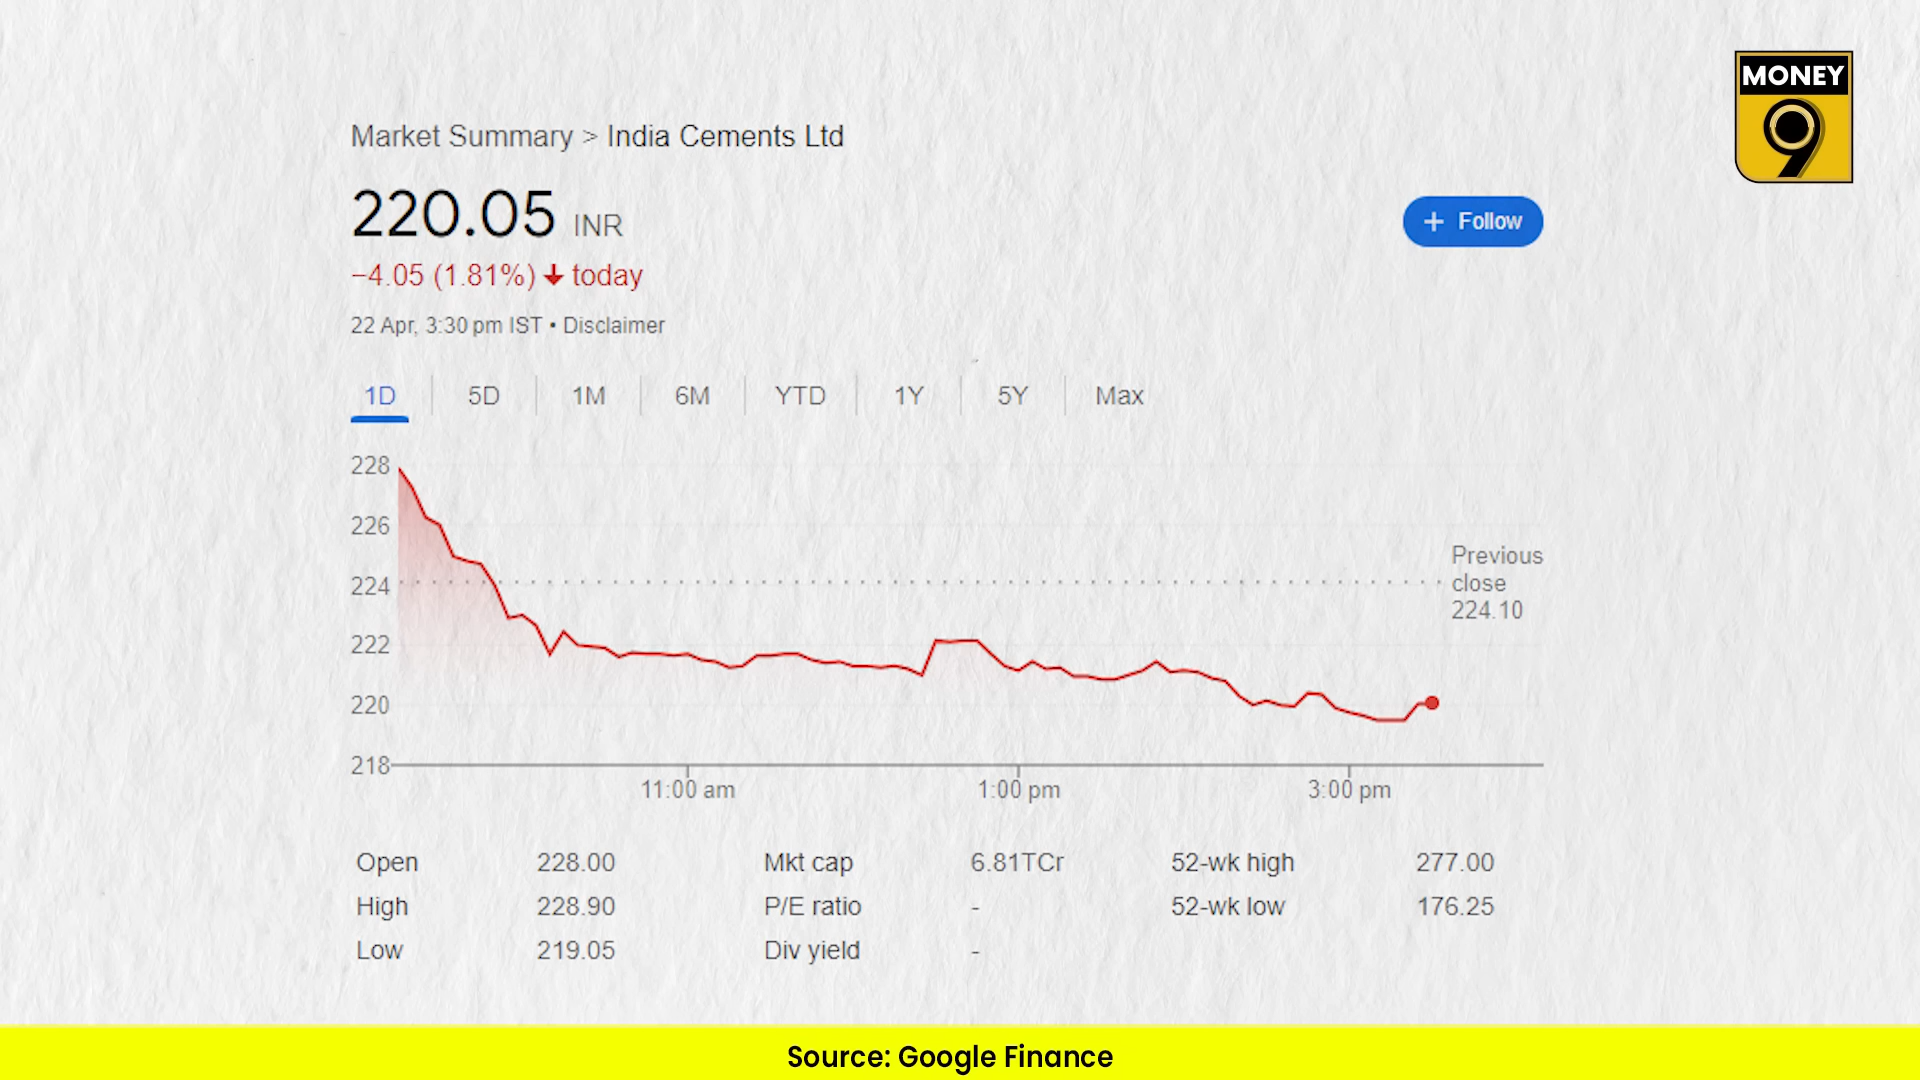 MONEY
9
Market Summary > India Cements Ltd
220.05 INR
+ Follow
−4.05 (1.81%) ↓ today
22 Apr, 3:30 pm IST • Disclaimer
1D 5D 1M 6M YTD 1Y 5Y Max
228
226
224
222
220
218
Previous
close
224.10
11:00 am 1:00 pm 3:00 pm
Open 228.00 Mkt cap 6.81TCr 52-wk high 277.00
High 228.90 P/E ratio - 52-wk low 176.25
Low 219.05 Div yield -
Source: Google Finance